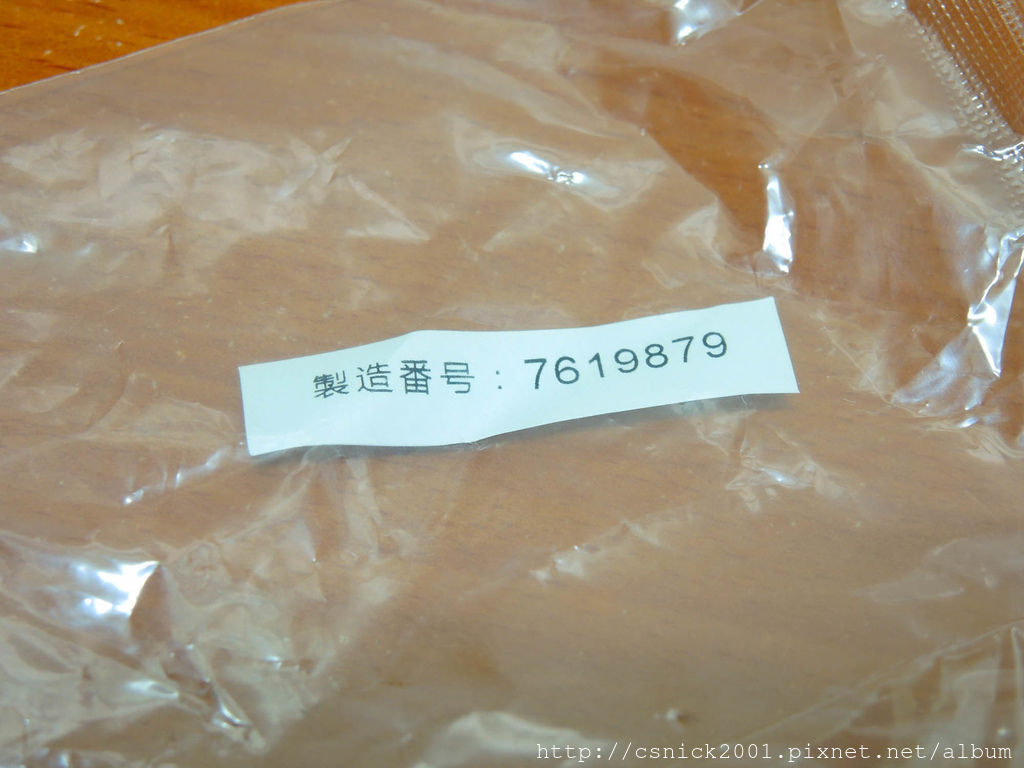 製造番号：7619879
http://csnick2001.pixnet.net/album